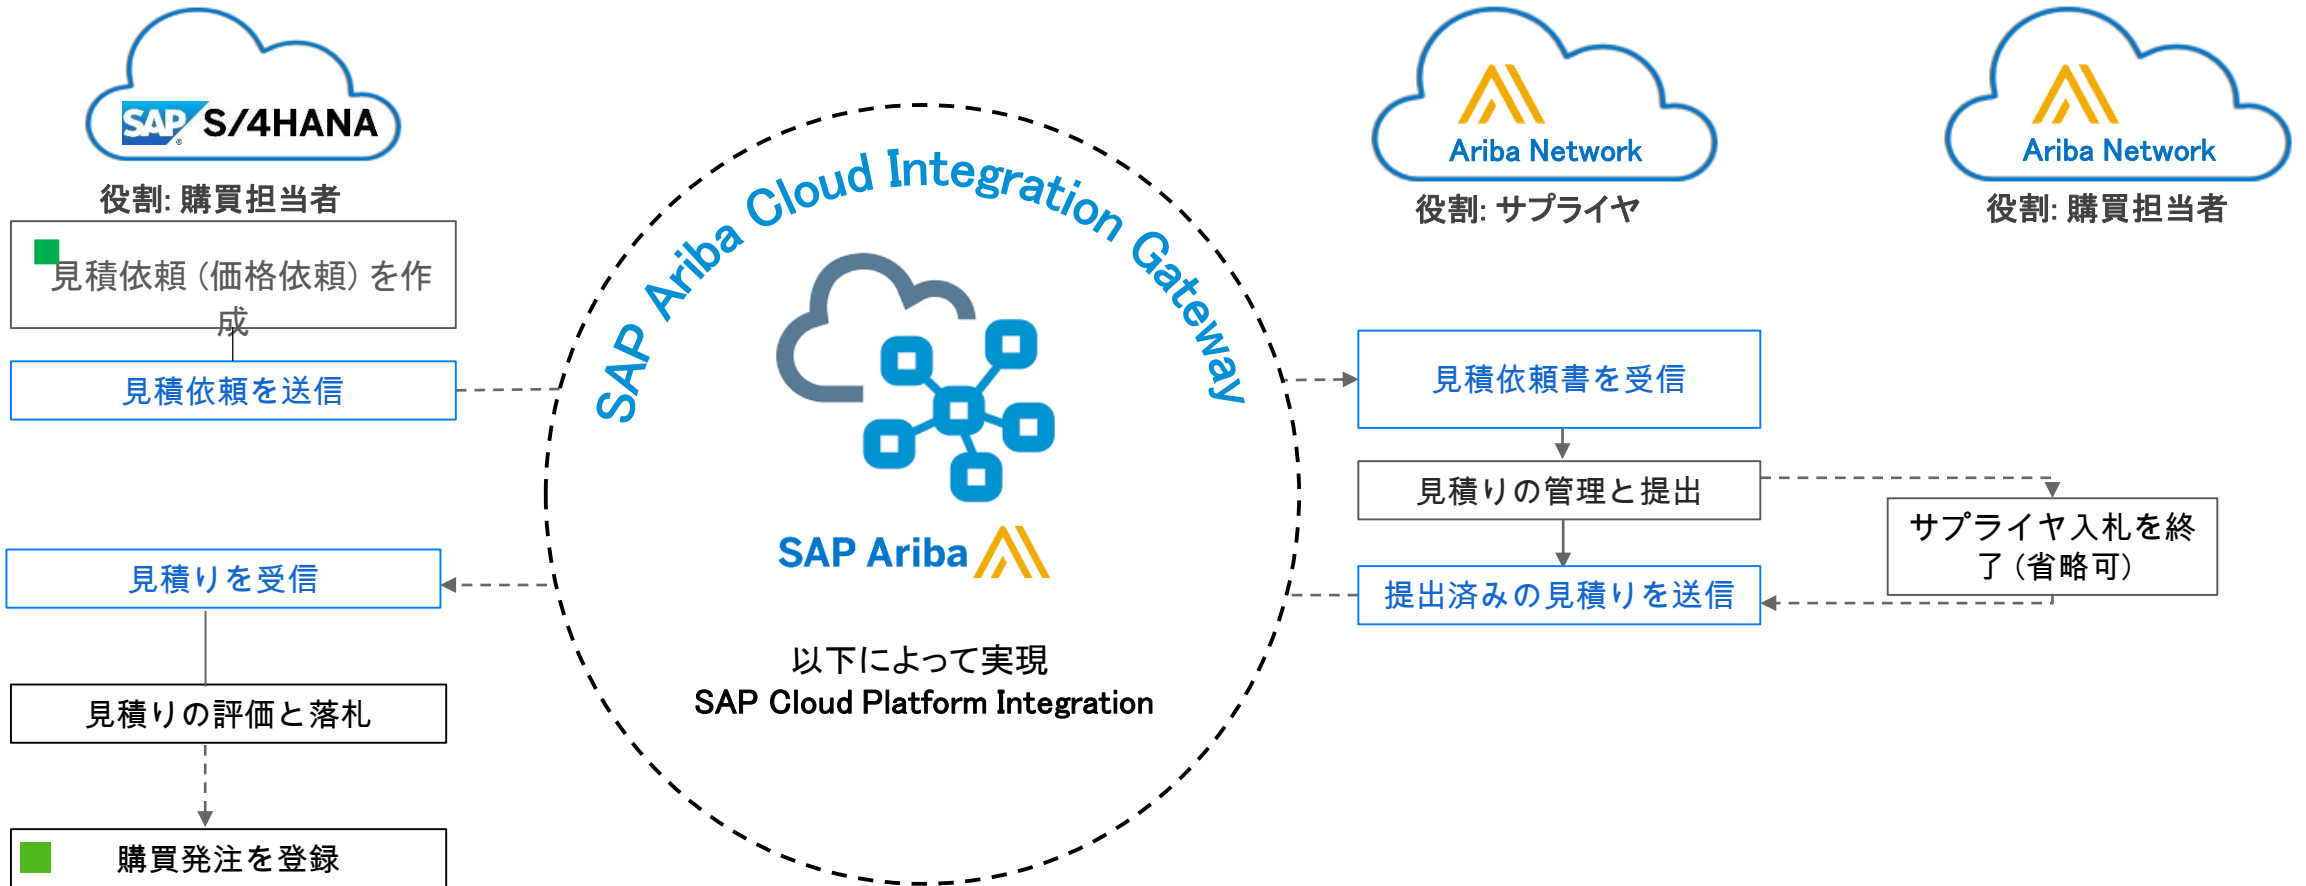 SAP S/4HANA
役割: 購買担当者
見積依頼 (価格依頼) を作
成
見積依頼を送信
見積りを受信
見積りの評価と落札
購買発注を登録
SAP Ariba Cloud Integration Gateway
SAP Ariba
以下によって実現
SAP Cloud Platform Integration
Ariba Network
役割: サプライヤ
見積依頼書を受信
見積りの管理と提出
提出済みの見積りを送信
Ariba Network
役割: 購買担当者
サプライヤ入札を終
了 (省略可)